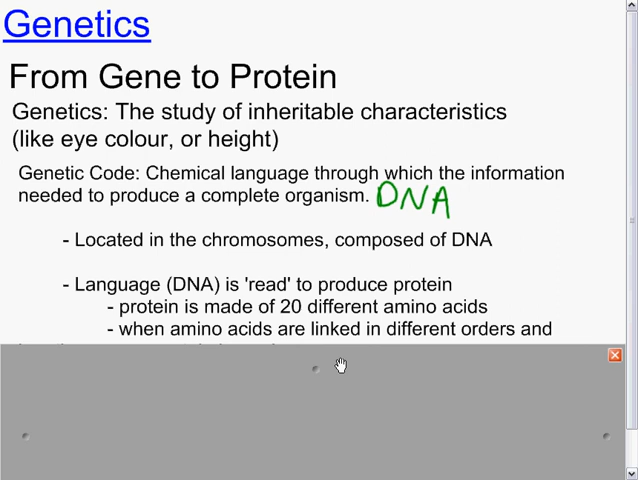 Genetics
From Gene to Protein
Genetics: The study of inheritable characteristics
(like eye colour, or height)
Genetic Code: Chemical language through which the information
needed to produce a complete organism. DNA
- Located in the chromosomes, composed of DNA
- Language (DNA) is 'read' to produce protein
- protein is made of 20 different amino acids
- when amino acids are linked in different orders and